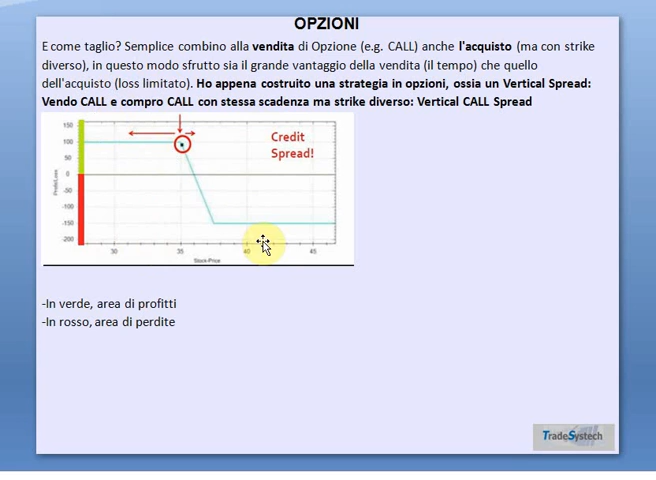 OPZIONI
E come taglio? Semplice combino alla vendita di Opzione (e.g. CALL) anche l'acquisto (ma con strike
diverso), in questo modo sfrutto sia il grande vantaggio della vendita (il tempo) che quello
dell'acquisto (loss limitato). Ho appena costruito una strategia in opzioni, ossia un Vertical Spread:
Vendo CALL e compro CALL con stessa scadenza ma strike diverso: Vertical CALL Spread
Credit
Spread!
150
100
50
0
-50
-100
-150
-200
Profit/Loss
30
35
40
45
Stock-Price
-In verde, area di profitti
-In rosso, area di perdite
TradeSystech